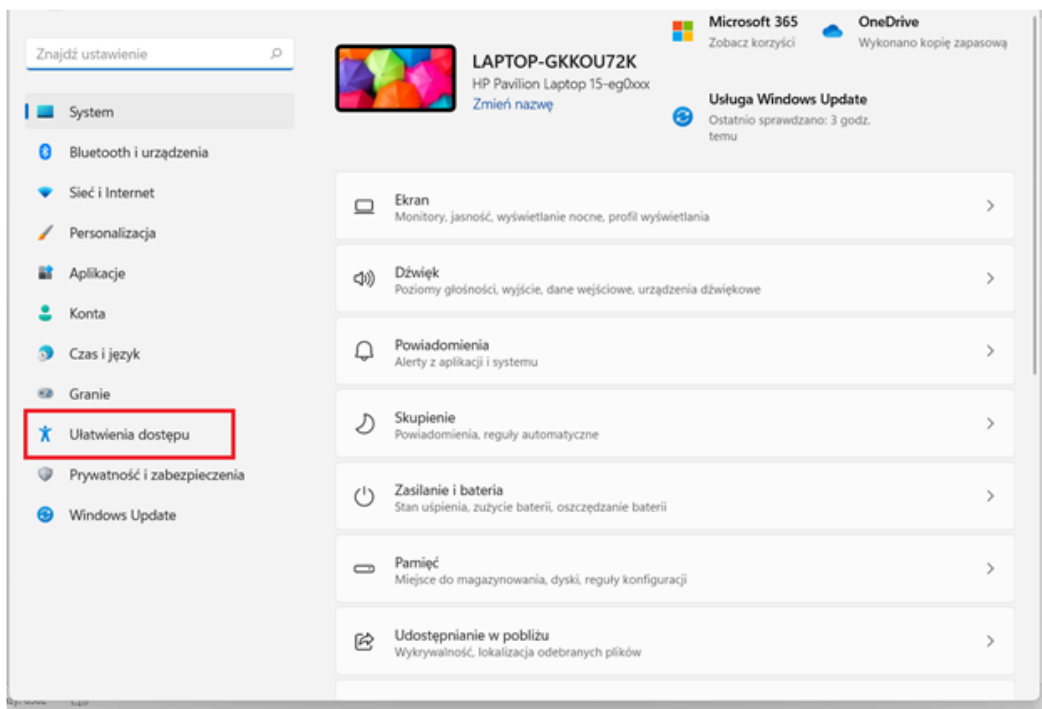 Znajdź ustawienie
System
Bluetooth i urządzenia
Sieć i Internet
Personalizacja
Aplikacje
Konta
Czas i język
Granie
Ułatwienia dostępu
Prywatność i zabezpieczenia
Windows Update
LAPTOP-GKKOU72K
HP Pavilion Laptop 15-eg0xxx
Zmień nazwę
Microsoft 365
Zobacz korzyści
OneDrive
Wykonano kopię zapasową
Usługa Windows Update
Ostatnio sprawdzano: 3 godz.
temu
Ekran
Monitory, jasność, wyświetlanie nocne, profil wyświetlania
Dźwięk
Poziomy głośności, wyjście, dane wejściowe, urządzenia dźwiękowe
Powiadomienia
Alerty z aplikacji i systemu
Skupienie
Powiadomienia, reguły automatyczne
Zasilanie i bateria
Stan uśpienia, zużycie baterii, oszczędzanie baterii
Pamięć
Miejsce do magazynowania, dyski, reguły konfiguracji
Udostępnianie w pobliżu
Wykrywalność, lokalizacja odebranych plików